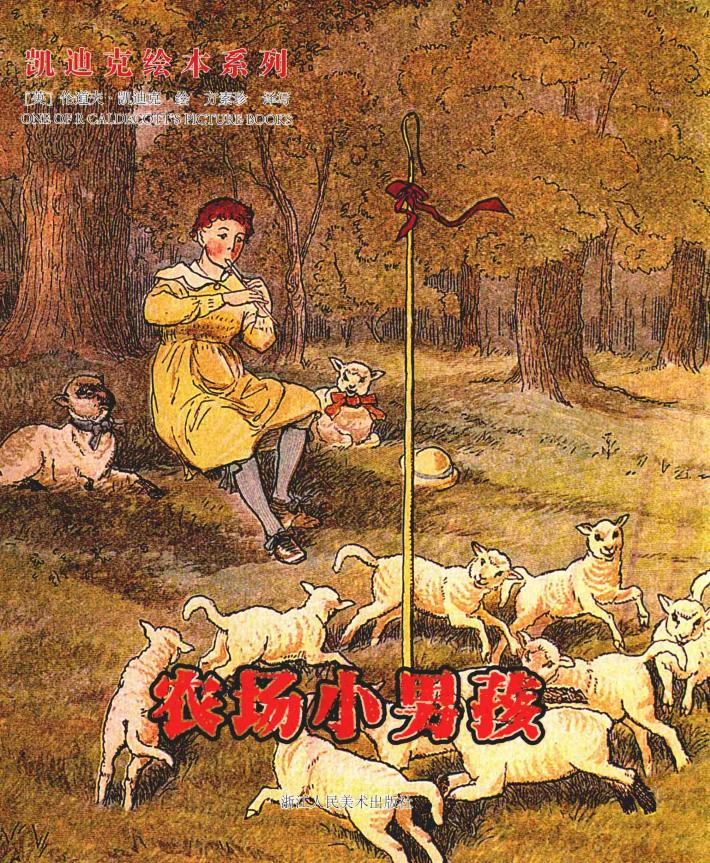 凯迪克绘本系列
[英] 伦道夫·凯迪克 绘 方素珍 译写
ONE OF R CALDECOTT'S PICTURE BOOKS
农场小男孩
浙江人民美术出版社